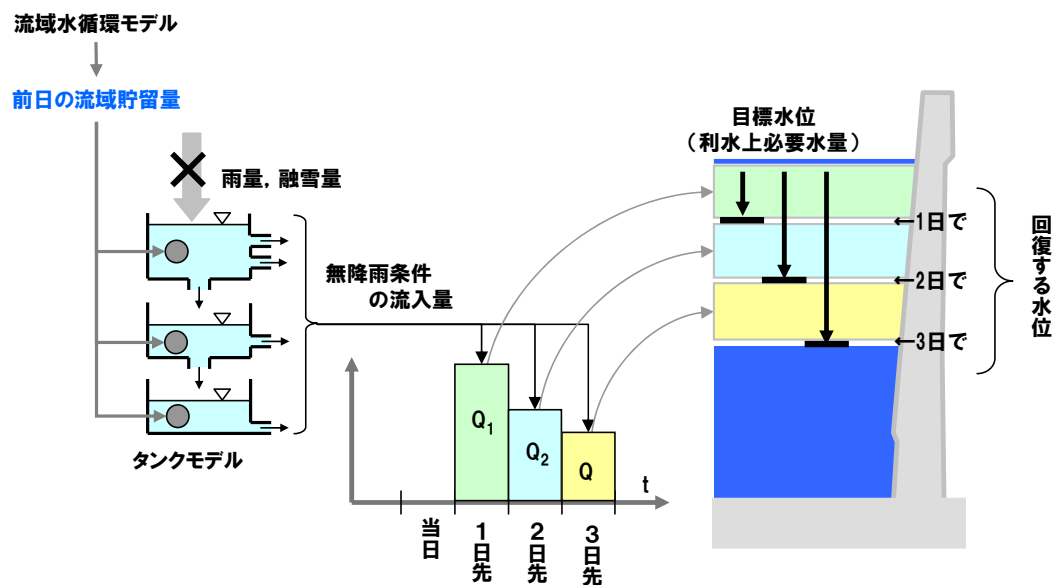 流域水循環モデル
前日の流域貯留量
雨量, 融雪量
タンクモデル
無降雨条件
の流入量
Q1
Q2
Q
t
当日
1日先
2日先
3日先
目標水位
(利水上必要水量)
←1日で
←2日で
←3日で
回復する水位